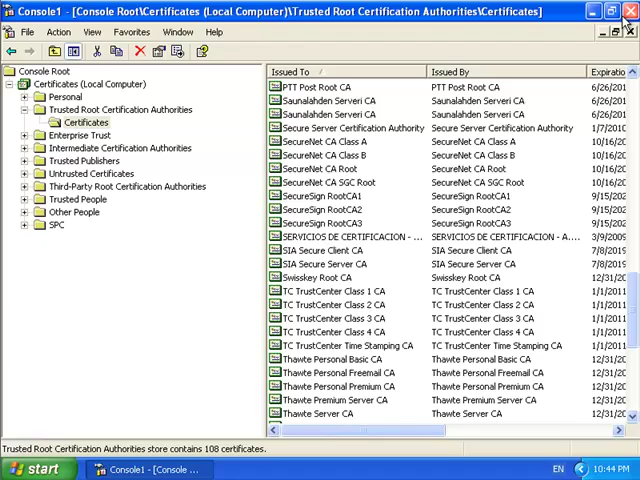 Console1 - [Console Root\Certificates (Local Computer)\Trusted Root Certification Authorities\Certificates]
File Action View Favorites Window Help
Console Root
Certificates (Local Computer)
Personal
Trusted Root Certification Authorities
Certificates
Enterprise Trust
Intermediate Certification Authorities
Trusted Publishers
Untrusted Certificates
Third-Party Root Certification Authorities
Trusted People
Other People
SPC
Issued To Issued By Expiratio
PTT Post Root CA PTT Post Root CA 6/26/201
Saunalahden Serveri CA Saunalahden Serveri CA 6/26/201
Saunalahden Serveri CA Saunalahden Serveri CA 6/26/201
Secure Server Certification Authority Secure Server Certification Authority 1/7/2010
SecureNet CA Class A SecureNet CA Class A 10/16/20
SecureNet CA Class B SecureNet CA Class B 10/16/20
SecureNet CA Root SecureNet CA Root 10/16/20
SecureNet CA SGC Root SecureNet CA SGC Root 10/16/20
SecureSign RootCA1 SecureSign RootCA1 9/15/202
SecureSign RootCA2 SecureSign RootCA2 9/15/202
SecureSign RootCA3 SecureSign RootCA3 9/15/202
SERVICIOS DE CERTIFICACION - ... SERVICIOS DE CERTIFICACION - A.... 3/9/2009
SIA Secure Client CA SIA Secure Client CA 7/8/2019
SIA Secure Server CA SIA Secure Server CA 7/8/2019
Swisskey Root CA Swisskey Root CA 12/31/20
TC TrustCenter Class 1 CA TC TrustCenter Class 1 CA 1/1/2011
TC TrustCenter Class 2 CA TC TrustCenter Class 2 CA 1/1/2011
TC TrustCenter Class 3 CA TC TrustCenter Class 3 CA 1/1/2011
TC TrustCenter Class 4 CA TC TrustCenter Class 4 CA 1/1/2011
TC TrustCenter Time Stamping CA TC TrustCenter Time Stamping CA 1/1/2011
Thawte Personal Basic CA Thawte Personal Basic CA 12/31/20
Thawte Personal Freemail CA Thawte Personal Freemail CA 12/31/20
Thawte Personal Premium CA Thawte Personal Premium CA 12/31/20
Thawte Premium Server CA Thawte Premium Server CA 12/31/20
Thawte Server CA Thawte Server CA 12/31/20
Trusted Root Certification Authorities store contains 108 certificates.
start Console1 - [Console ... EN 10:44 PM